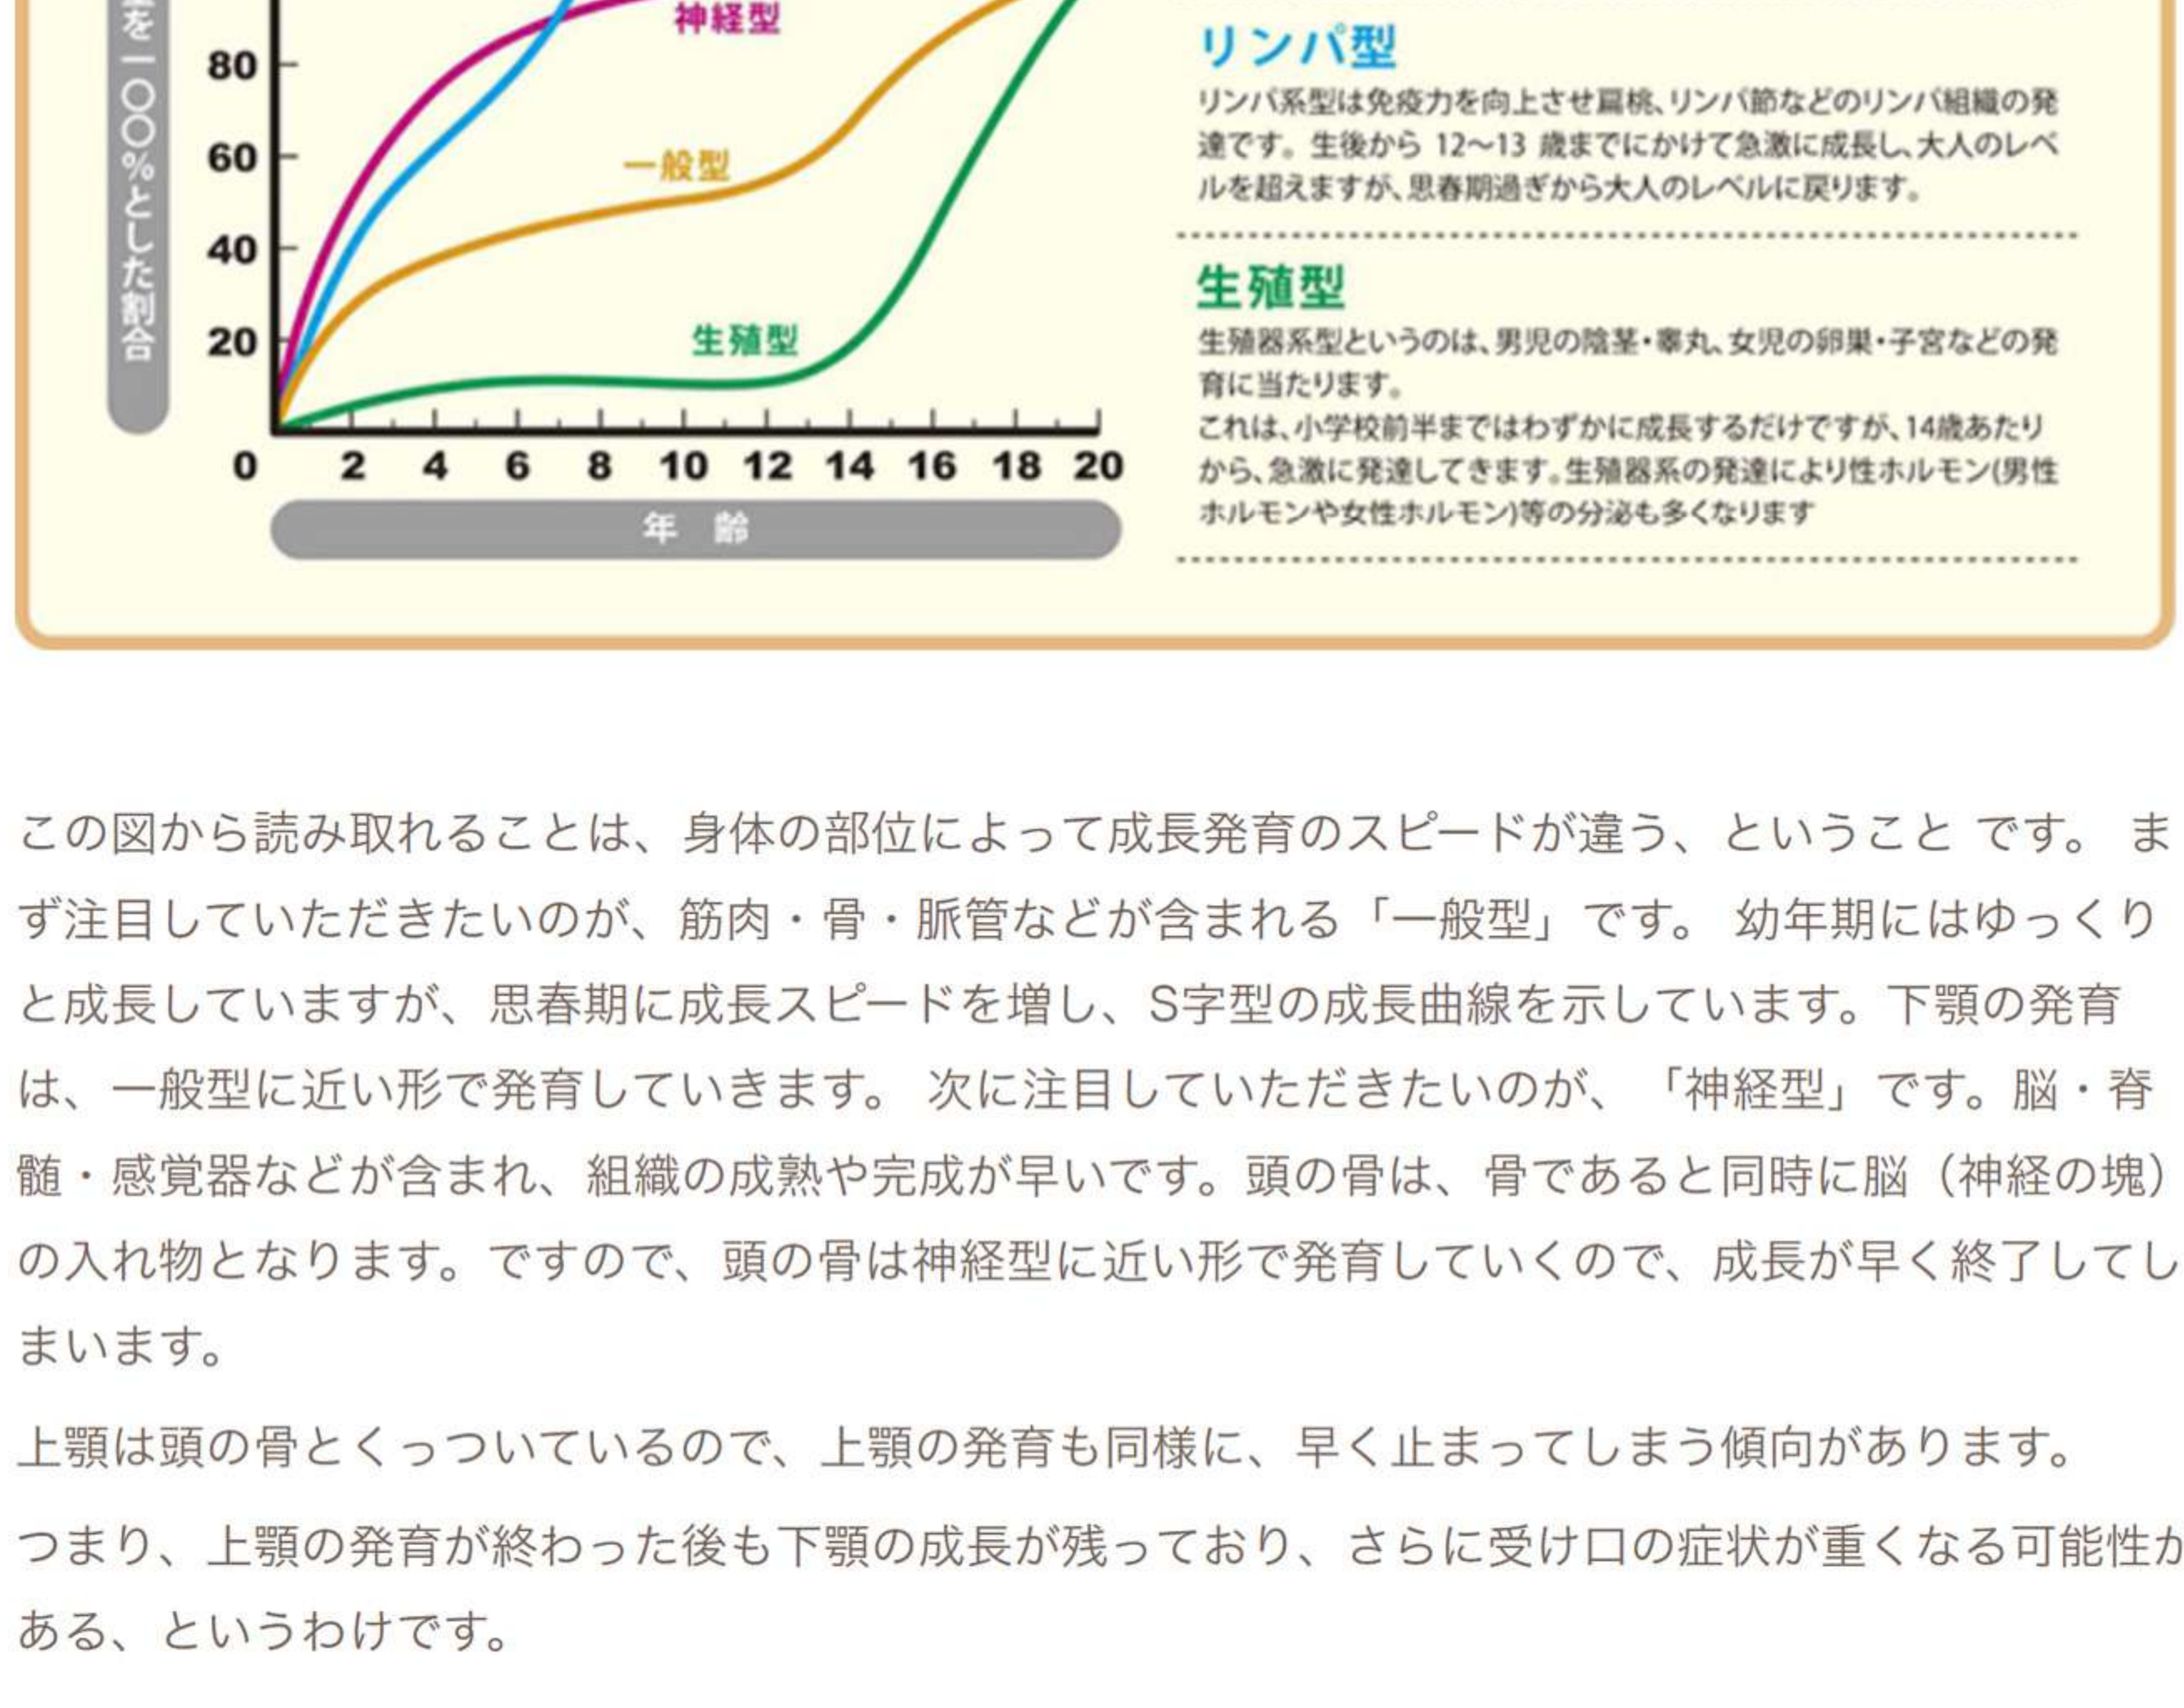 を一〇〇%とした割合
80
60
40
20
0 2 4 6 8 10 12 14 16 18 20
年 齢
神経型
一般型
生殖型
リンパ型
リンパ系型は免疫力を向上させ扁桃、リンパ節などのリンパ組織の発
達です。生後から 12〜13 歳までにかけて急激に成長し、大人のレベ
ルを超えますが、思春期過ぎから大人のレベルに戻ります。
生殖型
生殖器系型というのは、男児の陰茎・睾丸、女児の卵巣・子宮などの発
育に当たります。
これは、小学校前半まではわずかに成長するだけですが、14歳あたり
から、急激に発達してきます。生殖器系の発達により性ホルモン(男性
ホルモンや女性ホルモン)等の分泌も多くなります
この図から読み取れることは、身体の部位によって成長発育のスピードが違う、ということ です。 ま
ず注目していただきたいのが、筋肉・骨・脈管などが含まれる「一般型」です。 幼年期にはゆっくり
と成長していますが、思春期に成長スピードを増し、S字型の成長曲線を示しています。下顎の発育
は、一般型に近い形で発育していきます。 次に注目していただきたいのが、「神経型」です。脳・脊
髄・感覚器などが含まれ、組織の成熟や完成が早いです。頭の骨は、骨であると同時に脳（神経の塊）
の入れ物となります。ですので、頭の骨は神経型に近い形で発育していくので、成長が早く終了してし
まいます。
上顎は頭の骨とくっついているので、上顎の発育も同様に、早く止まってしまう傾向があります。
つまり、上顎の発育が終わった後も下顎の成長が残っており、さらに受け口の症状が重くなる可能性が
ある、というわけです。